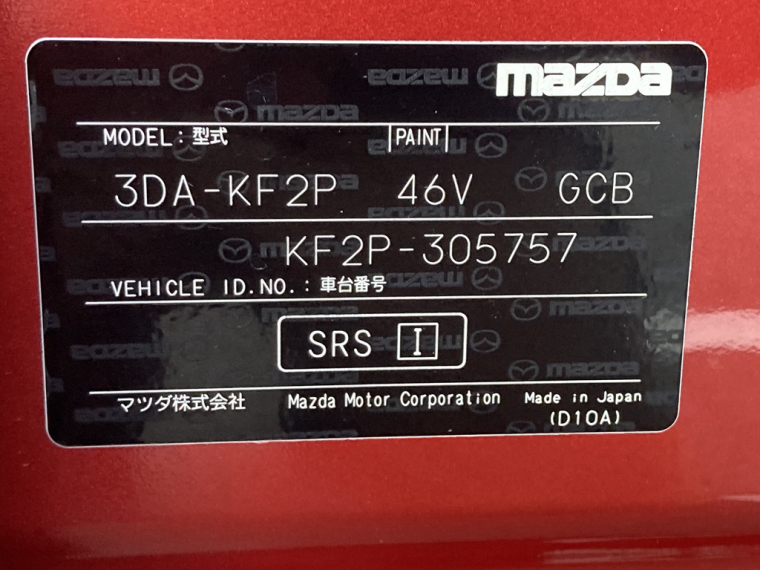 mazda
MODEL : 型式 PAINT
3DA-KF2P 46V GCB
KF2P-305757
VEHICLE ID.NO. : 車台番号
SRS I
マツダ株式会社 Mazda Motor Corporation Made in Japan
(D10A)